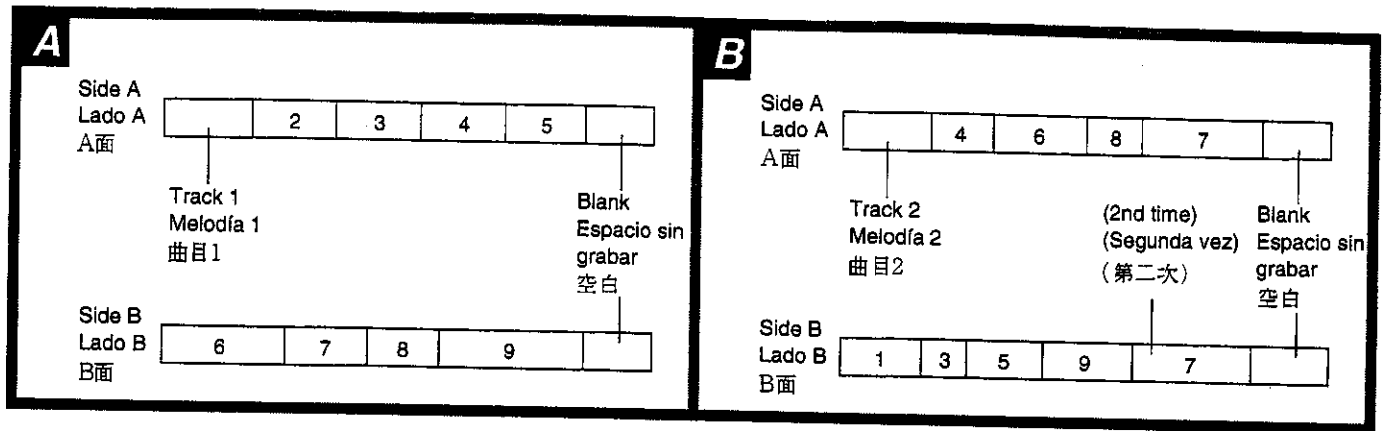 A
Side A
Lado A
A面
2 3 4 5
Track 1
Melodía 1
曲目1
Blank
Espacio sin
grabar
空白
Side B
Lado B
B面
6 7 8 9
B
Side A
Lado A
A面
4 6 8 7
Track 2
Melodía 2
曲目2
(2nd time)
(Segunda vez)
(第二次)
Blank
Espacio sin
grabar
空白
Side B
Lado B
B面
1 3 5 9 7